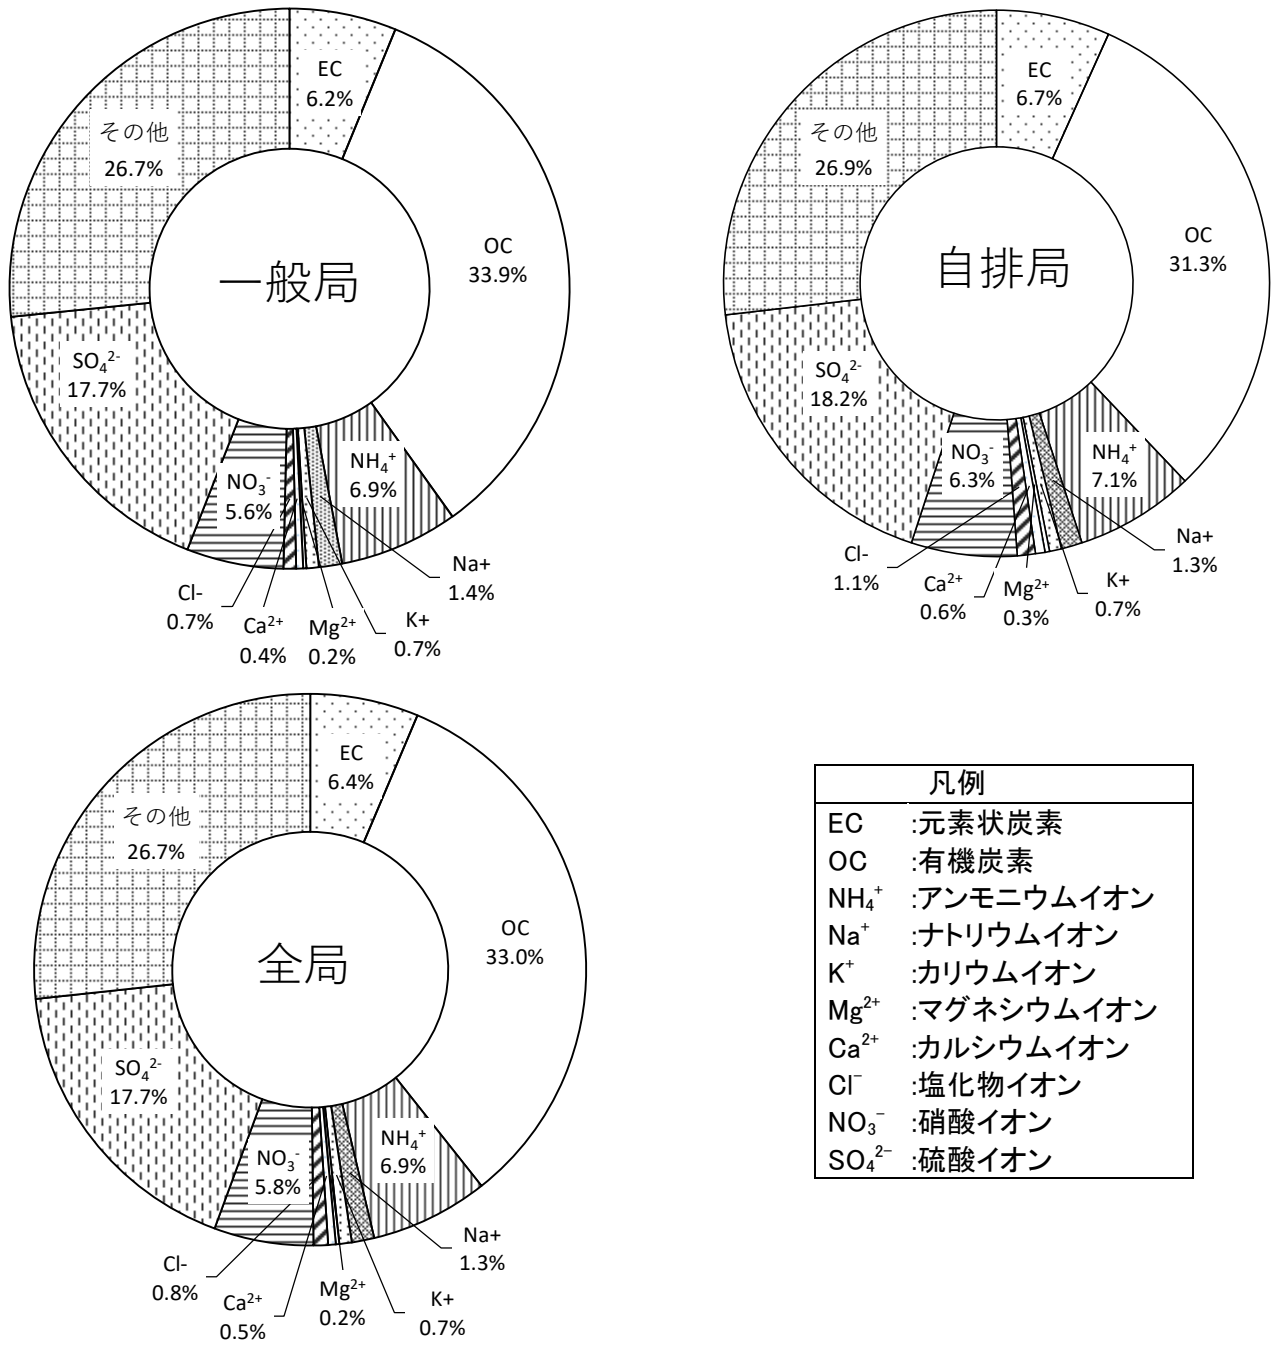 一般局
EC
6.2%
OC
33.9%
NH₄⁺
6.9%
Na+
1.4%
K+
0.7%
Mg²⁺
0.2%
Ca²⁺
0.4%
Cl-
0.7%
NO₃⁻
5.6%
SO₄²⁻
17.7%
その他
26.7%
自排局
EC
6.7%
OC
31.3%
NH₄⁺
7.1%
Na+
1.3%
K+
0.7%
Mg²⁺
0.3%
Ca²⁺
0.6%
Cl-
1.1%
NO₃⁻
6.3%
SO₄²⁻
18.2%
その他
26.9%
全局
EC
6.4%
OC
33.0%
NH₄⁺
6.9%
Na+
1.3%
K+
0.7%
Mg²⁺
0.2%
Ca²⁺
0.5%
Cl-
0.8%
NO₃⁻
5.8%
SO₄²⁻
17.7%
その他
26.7%
凡例
EC :元素状炭素
OC :有機炭素
NH₄⁺ :アンモニウムイオン
Na⁺ :ナトリウムイオン
K⁺ :カリウムイオン
Mg²⁺ :マグネシウムイオン
Ca²⁺ :カルシウムイオン
Cl⁻ :塩化物イオン
NO₃⁻ :硝酸イオン
SO₄²⁻ :硫酸イオン